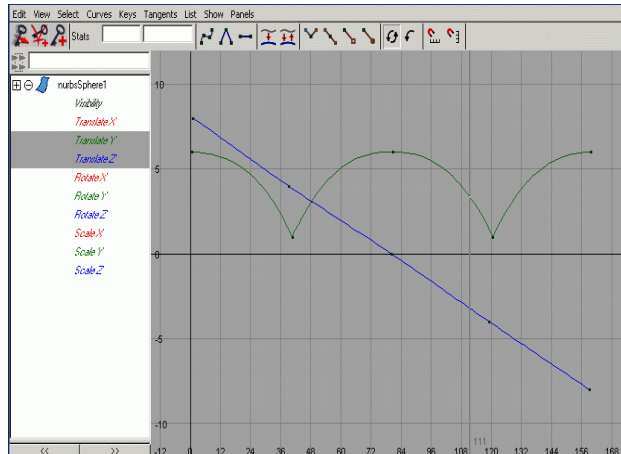 Edit View Select Curves Keys Tangents List Show Panels
Stats
nurbsSphere1
Visibility
Translate X
Translate Y
Translate Z
Rotate X
Rotate Y
Rotate Z
Scale X
Scale Y
Scale Z
10
5
0
-5
-10
111
<< >> -12 0 12 24 36 48 60 72 84 96 108 120 132 144 156 168